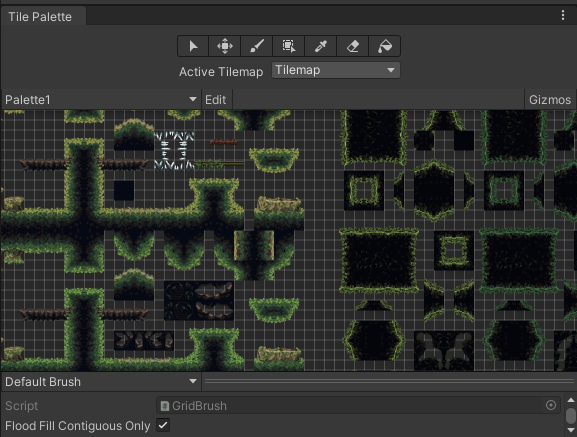 Tile Palette
Active Tilemap Tilemap
Palette1 Edit Gizmos
Default Brush
Script GridBrush
Flood Fill Contiguous Only